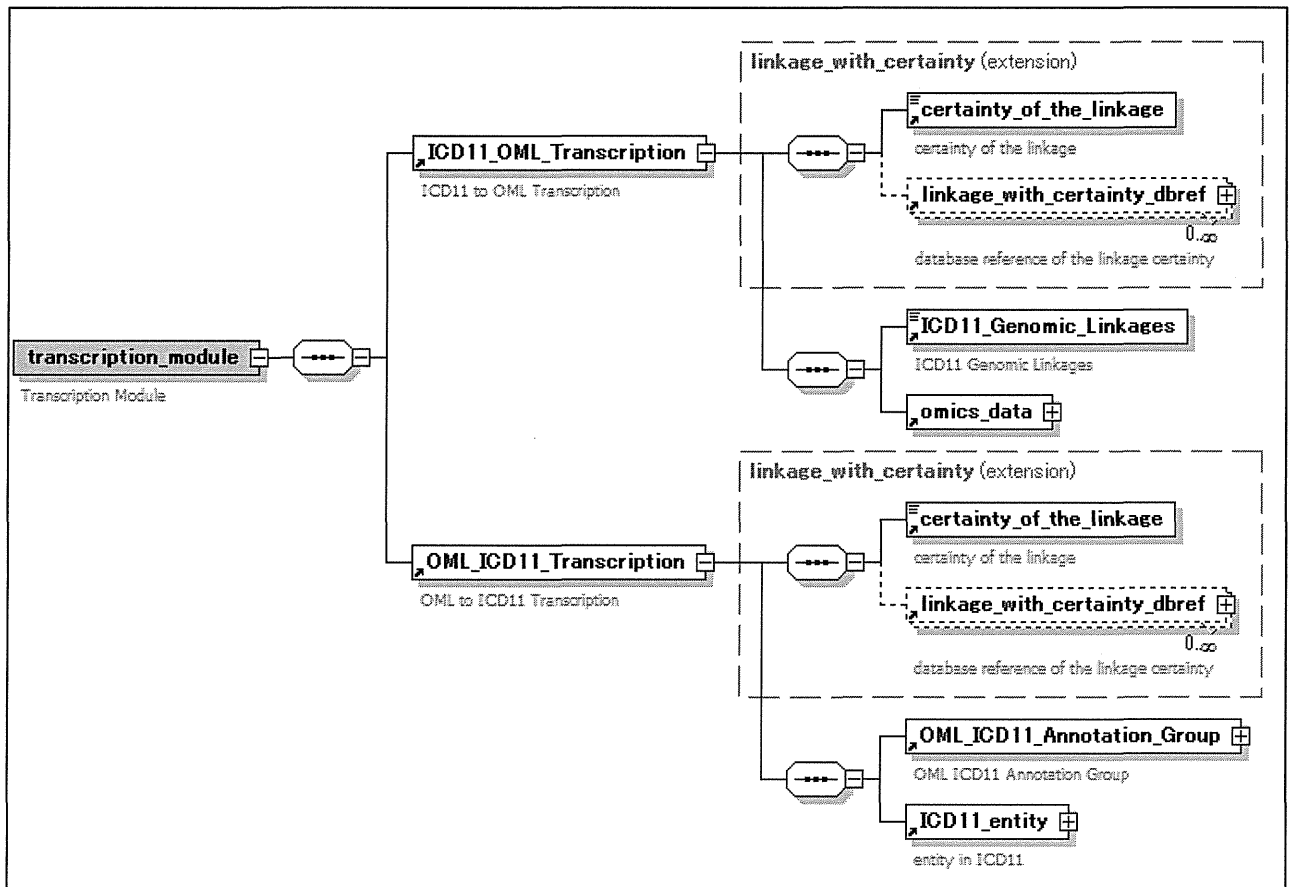 linkage_with_certainty (extension)
certainty_of_the_linkage
certainty of the linkage
linkage_with_certainty_dbref
0..∞
database reference of the linkage certainty
ICD11_OML_Transcription
ICD11 to OML Transcription
ICD11_Genomic_Linkages
ICD11 Genomic Linkages
omics_data
transcription_module
Transcription Module
linkage_with_certainty (extension)
certainty_of_the_linkage
certainty of the linkage
linkage_with_certainty_dbref
0..∞
database reference of the linkage certainty
OML_ICD11_Transcription
OML to ICD11 Transcription
OML_ICD11_Annotation_Group
OML ICD11 Annotation Group
ICD11_entity
entity in ICD11